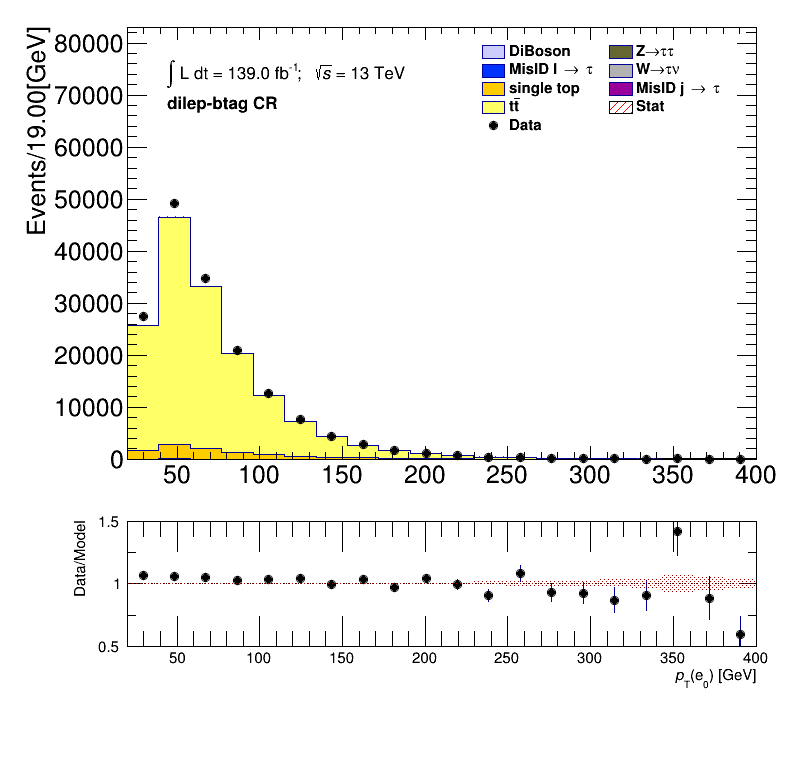 Events/19.00[GeV]
80000
70000
60000
50000
40000
30000
20000
10000
0
∫ L dt = 139.0 fb⁻¹; √s = 13 TeV
dilep-btag CR
DiBoson
Z→ττ
MisID l → τ
W→τν
single top
MisID j → τ
tt̄
Stat
Data
50 100 150 200 250 300 350 400
Data/Model
1.5
1
0.5
50 100 150 200 250 300 350 400
p_T(e_0) [GeV]